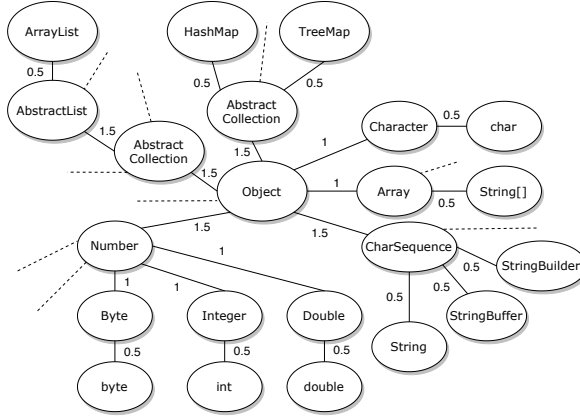 ArrayList
HashMap
TreeMap
0.5
0.5
0.5
AbstractList
Abstract
Collection
1.5
Abstract
Collection
1.5
1.5
Character
0.5
char
1
Object
1
Array
0.5
String[]
1.5
1.5
Number
CharSequence
1
0.5
StringBuilder
1
1
0.5
0.5
Byte
Integer
Double
StringBuffer
String
0.5
0.5
0.5
byte
int
double